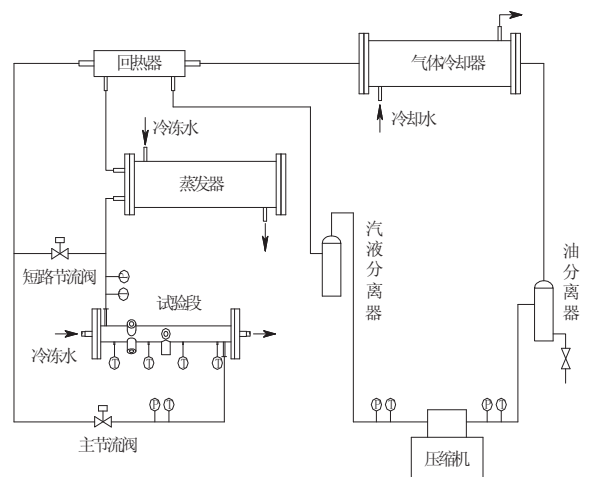 回热器
气体冷却器
冷冻水
冷却水
蒸发器
汽液分离器
油分离器
短路节流阀
试验段
冷冻水
T T T T
P T
P T
P T
主节流阀
压缩机